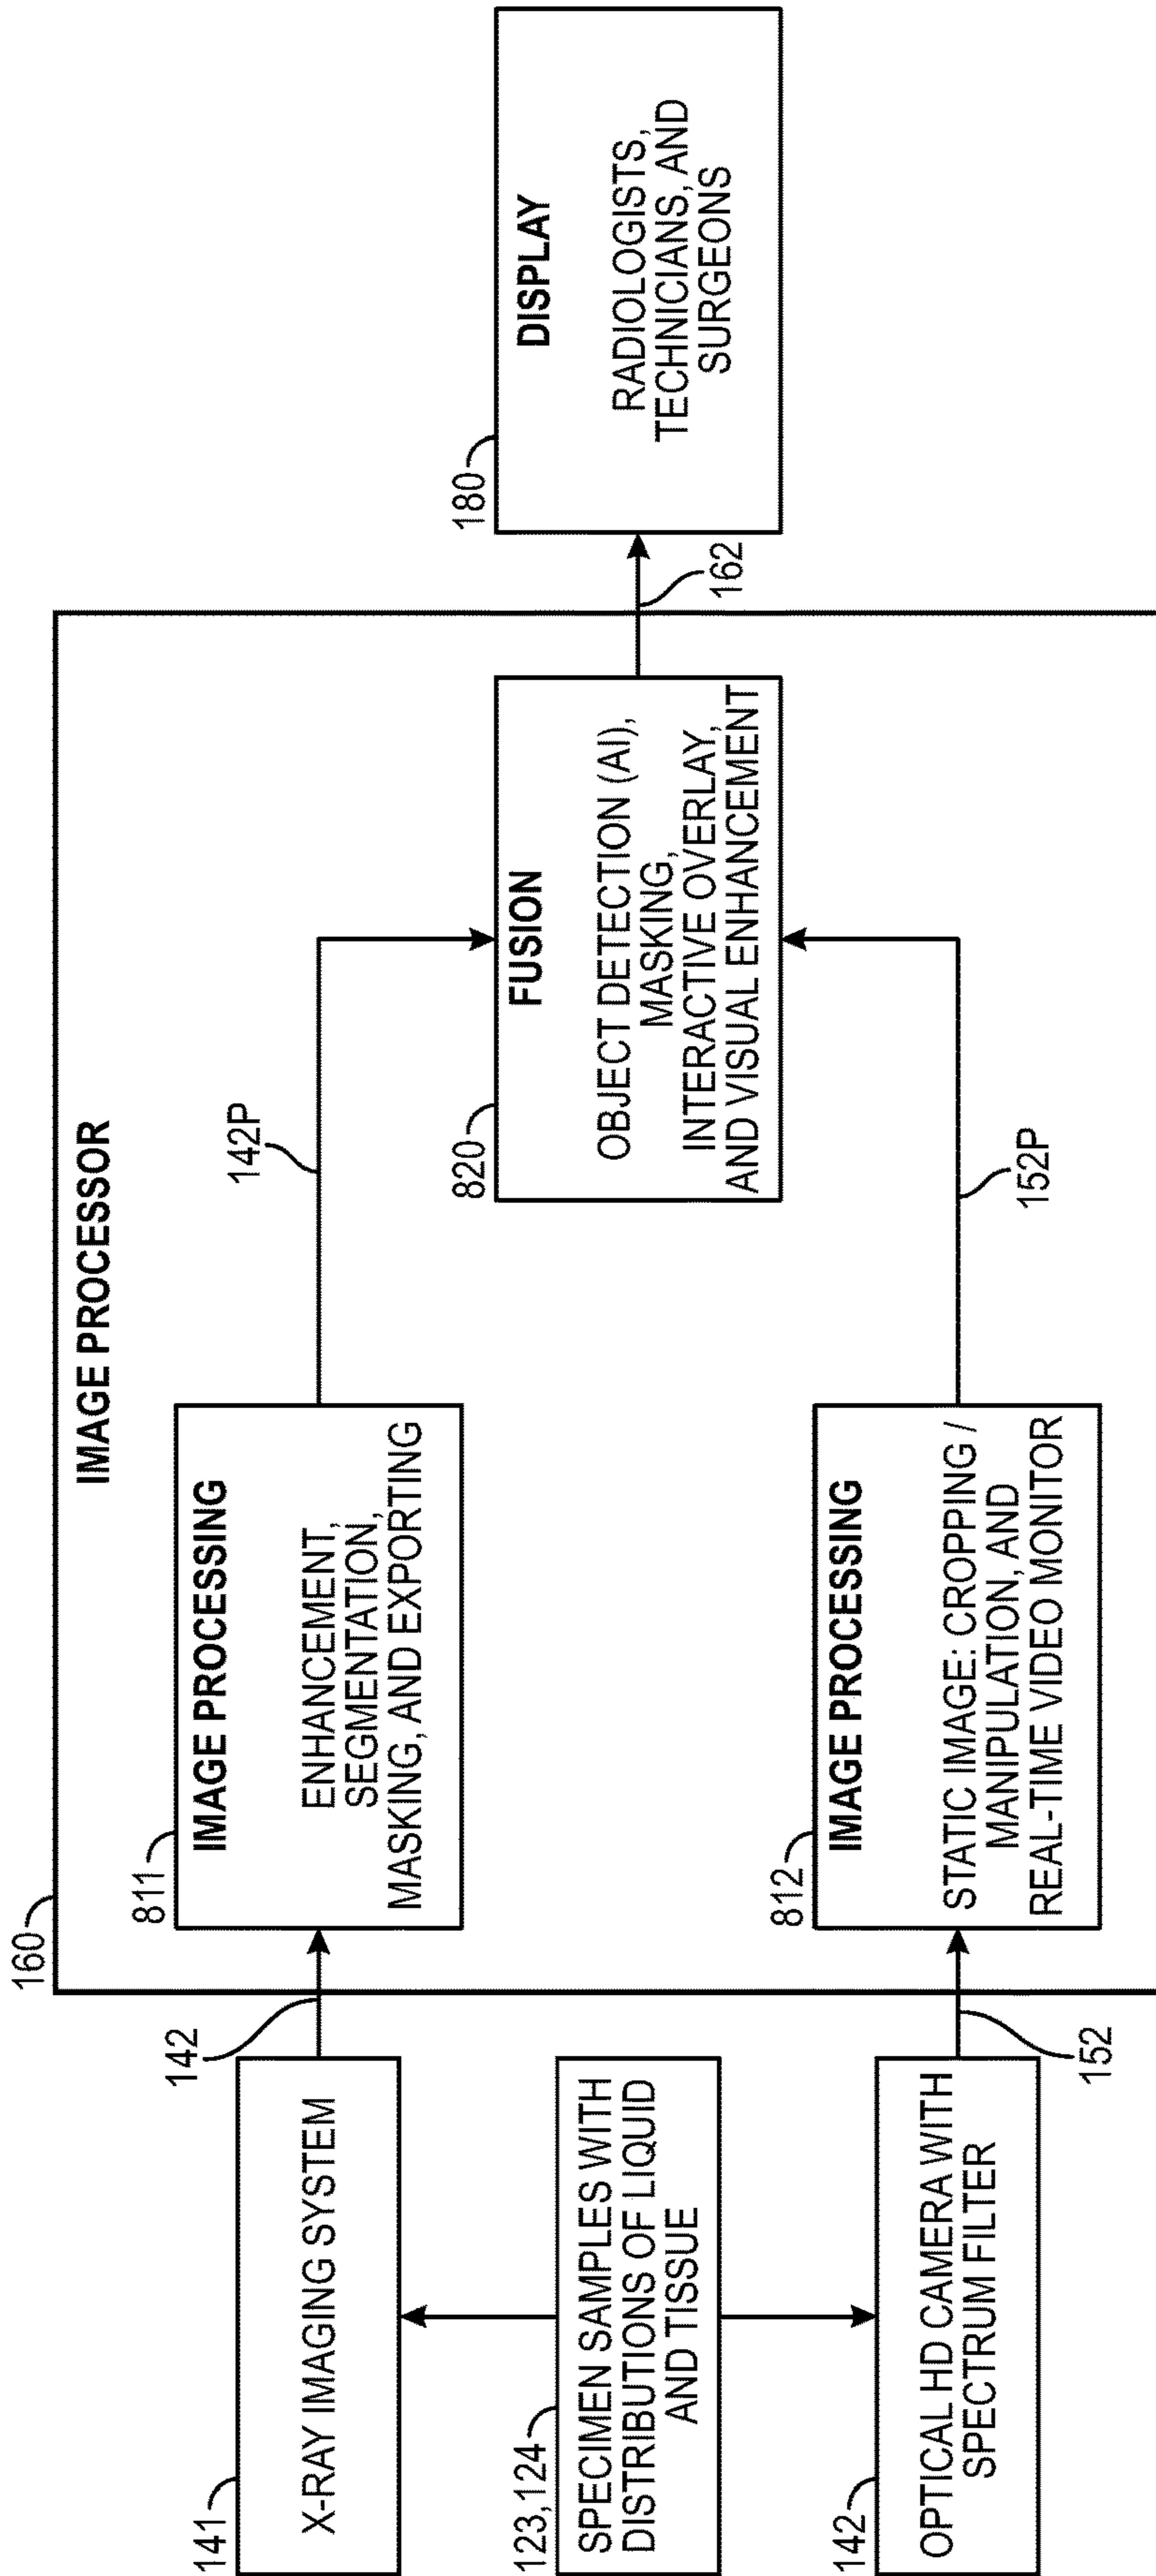 160
IMAGE PROCESSOR
141
X-RAY IMAGING SYSTEM
142
811
IMAGE PROCESSING
ENHANCEMENT,
SEGMENTATION,
MASKING, AND EXPORTING
142P
123,124
SPECIMEN SAMPLES WITH
DISTRIBUTIONS OF LIQUID
AND TISSUE
820
FUSION
OBJECT DETECTION (AI),
MASKING,
INTERACTIVE OVERLAY,
AND VISUAL ENHANCEMENT
162
180
DISPLAY
RADIOLOGISTS,
TECHNICIANS, AND
SURGEONS
142
OPTICAL HD CAMERA WITH
SPECTRUM FILTER
152
812
IMAGE PROCESSING
STATIC IMAGE: CROPPING /
MANIPULATION, AND
REAL-TIME VIDEO MONITOR
152P